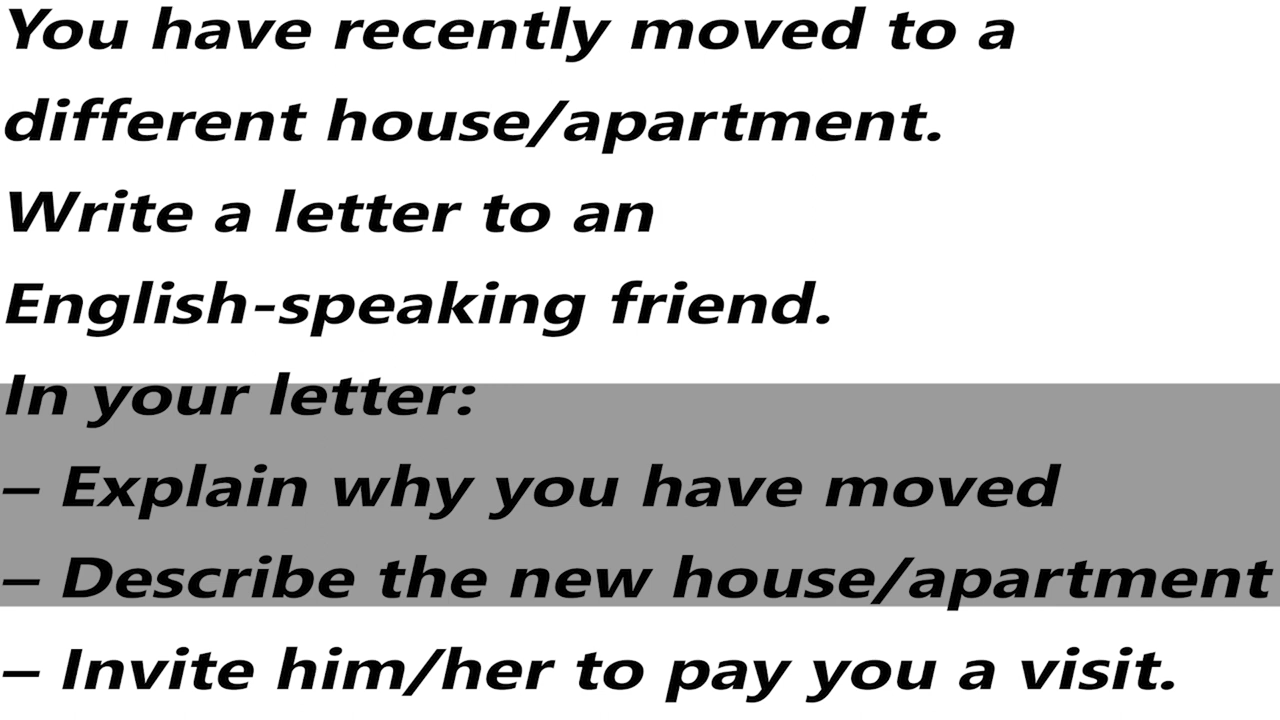 You have recently moved to a
different house/apartment.
Write a letter to an
English-speaking friend.
In your letter:
– Explain why you have moved
– Describe the new house/apartment
– Invite him/her to pay you a visit.